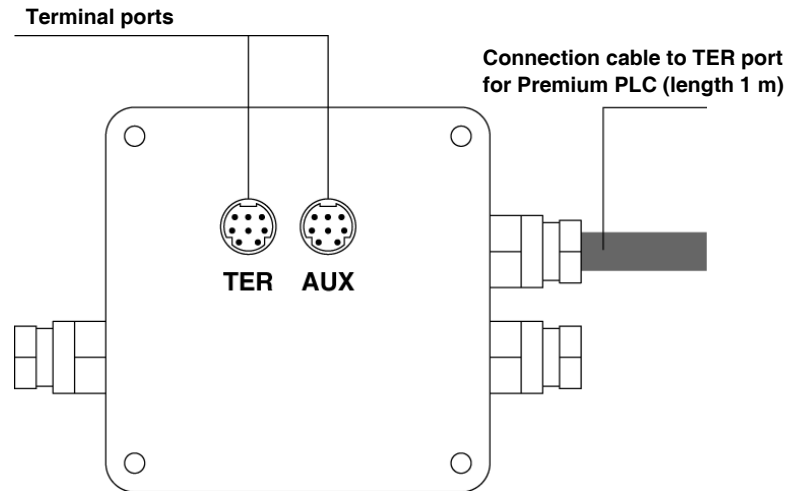 Terminal ports
Connection cable to TER port
for Premium PLC (length 1 m)
TER AUX